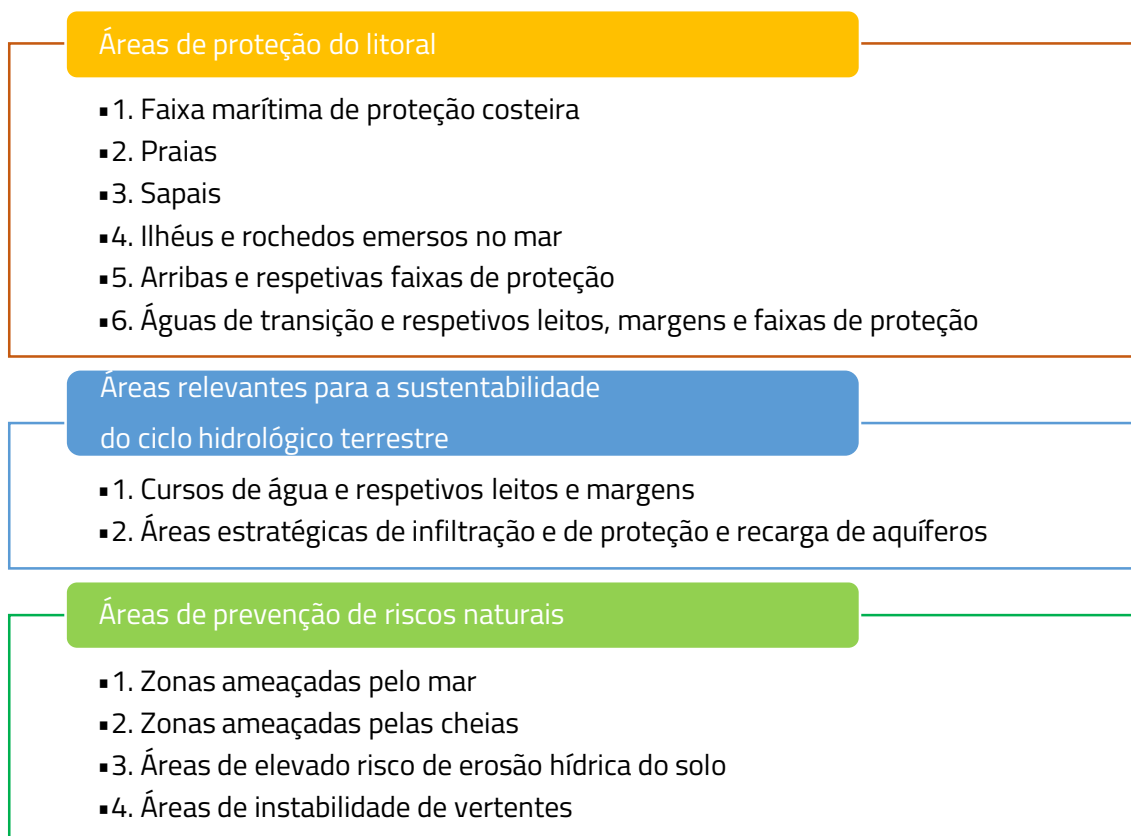 Áreas de proteção do litoral
▪1. Faixa marítima de proteção costeira
▪2. Praias
▪3. Sapais
▪4. Ilhéus e rochedos emersos no mar
▪5. Arribas e respetivas faixas de proteção
▪6. Águas de transição e respetivos leitos, margens e faixas de proteção
Áreas relevantes para a sustentabilidade
do ciclo hidrológico terrestre
▪1. Cursos de água e respetivos leitos e margens
▪2. Áreas estratégicas de infiltração e de proteção e recarga de aquíferos
Áreas de prevenção de riscos naturais
▪1. Zonas ameaçadas pelo mar
▪2. Zonas ameaçadas pelas cheias
▪3. Áreas de elevado risco de erosão hídrica do solo
▪4. Áreas de instabilidade de vertentes